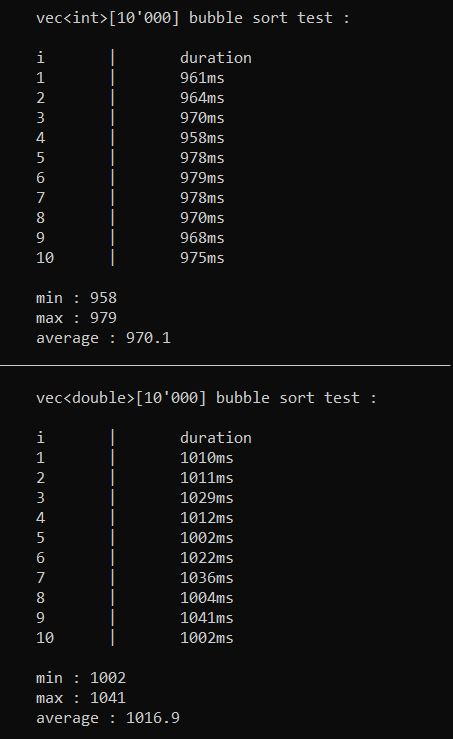 vec<int>[10'000] bubble sort test :
i | duration
1 | 961ms
2 | 964ms
3 | 970ms
4 | 958ms
5 | 978ms
6 | 979ms
7 | 978ms
8 | 970ms
9 | 968ms
10 | 975ms
min : 958
max : 979
average : 970.1
vec<double>[10'000] bubble sort test :
i | duration
1 | 1010ms
2 | 1011ms
3 | 1029ms
4 | 1012ms
5 | 1002ms
6 | 1022ms
7 | 1036ms
8 | 1004ms
9 | 1041ms
10 | 1002ms
min : 1002
max : 1041
average : 1016.9